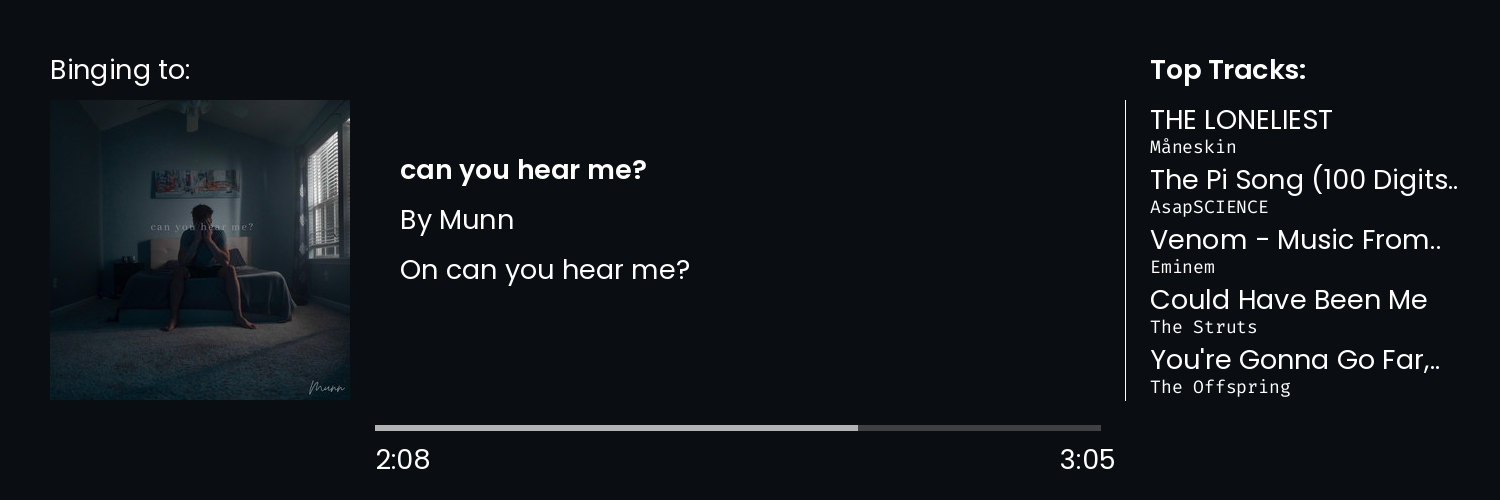 Binging to:
can you hear me?
Munn
can you hear me?
By Munn
On can you hear me?
2:08
3:05
Top Tracks:
THE LONELIEST
Måneskin
The Pi Song (100 Digits..
AsapSCIENCE
Venom - Music From..
Eminem
Could Have Been Me
The Struts
You're Gonna Go Far,..
The Offspring